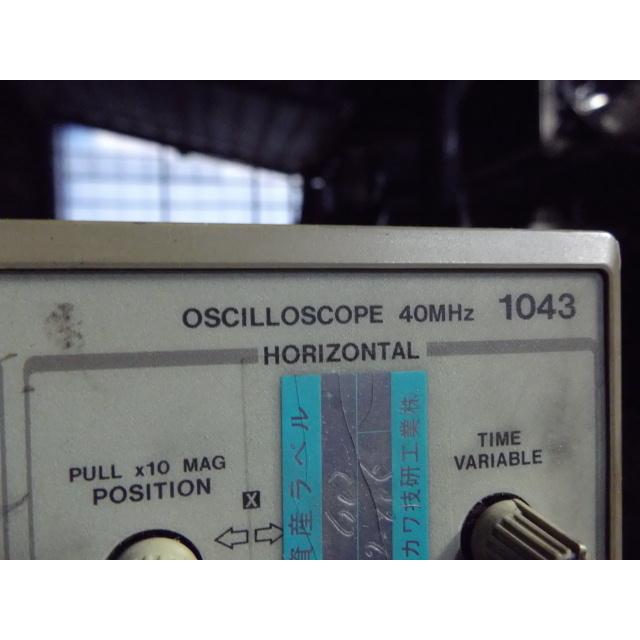 OSCILLOSCOPE 40MHz 1043
HORIZONTAL
PULL x10 MAG
POSITION
X
TIME
VARIABLE
資産ラベル
カワ技研工業株